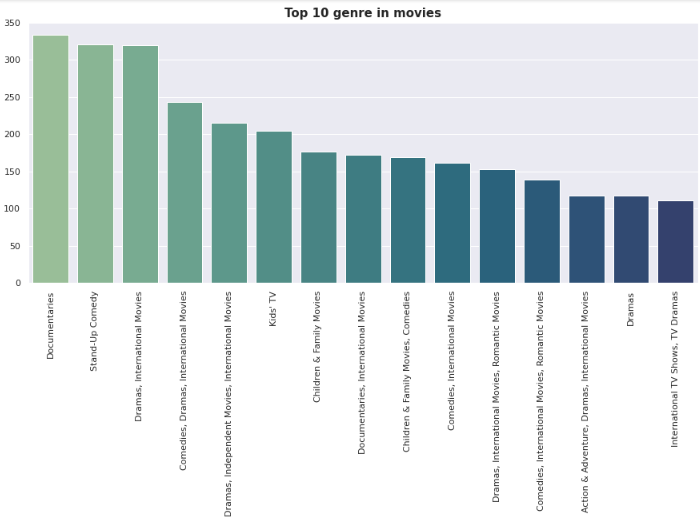 Top 10 genre in movies
350
300
250
200
150
100
50
0
Documentaries
Stand-Up Comedy
Dramas, International Movies
Comedies, Dramas, International Movies
Dramas, Independent Movies, International Movies
Kids' TV
Children & Family Movies
Documentaries, International Movies
Children & Family Movies, Comedies
Comedies, International Movies
Dramas, International Movies, Romantic Movies
Comedies, International Movies, Romantic Movies
Action & Adventure, Dramas, International Movies
Dramas
International TV Shows, TV Dramas